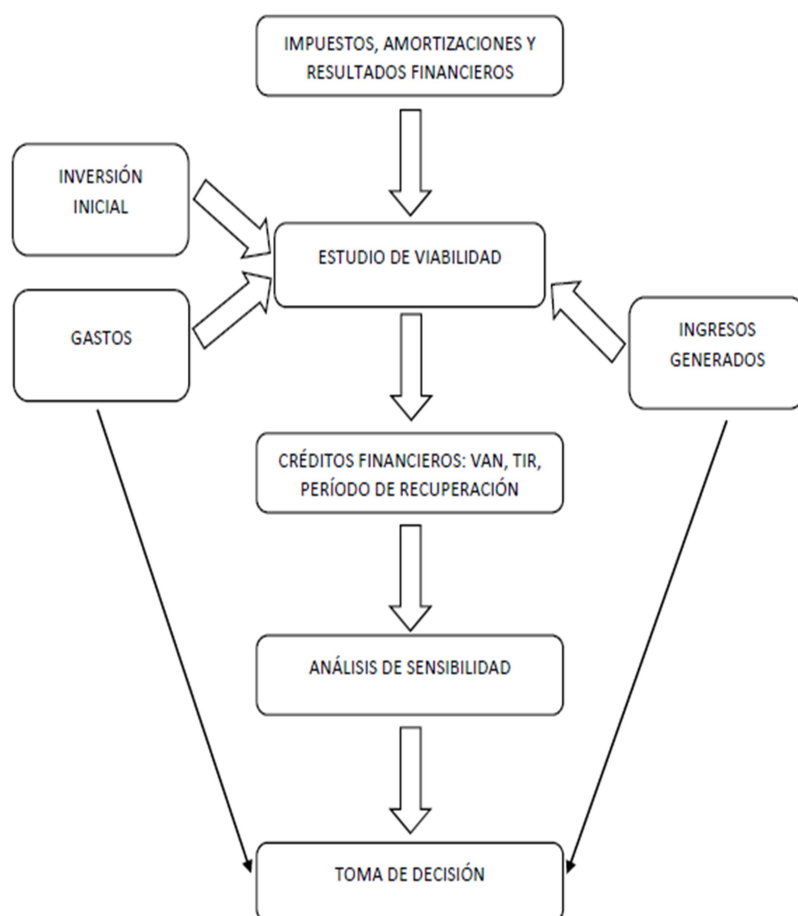 IMPUESTOS, AMORTIZACIONES Y
RESULTADOS FINANCIEROS
INVERSIÓN
INICIAL
ESTUDIO DE VIABILIDAD
GASTOS
INGRESOS
GENERADOS
CRÉDITOS FINANCIEROS: VAN, TIR,
PERÍODO DE RECUPERACIÓN
ANÁLISIS DE SENSIBILIDAD
TOMA DE DECISIÓN